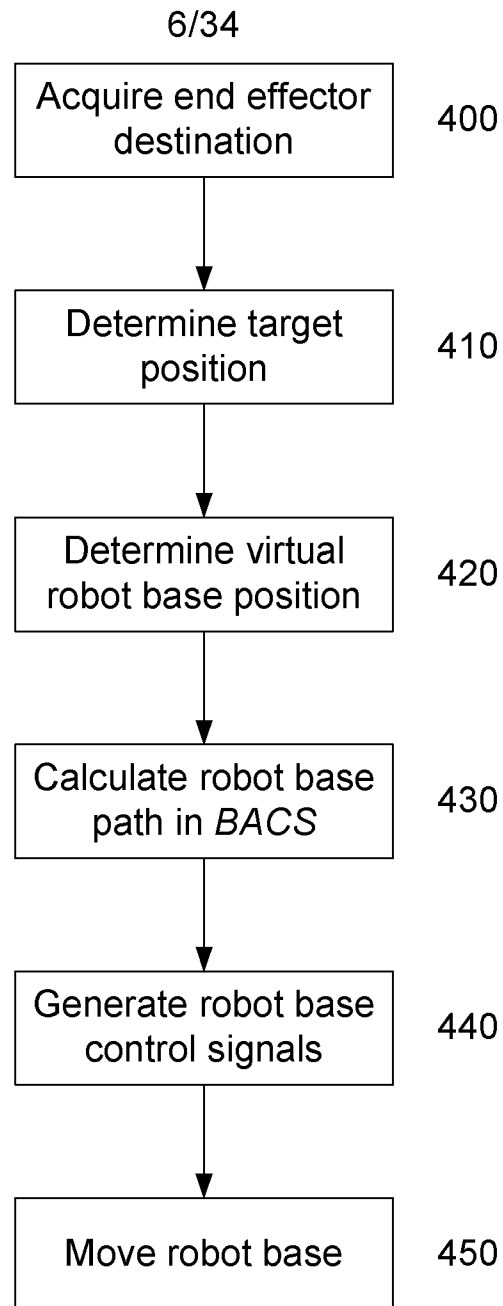 6/34
Acquire end effector
destination
400
Determine target
position
410
Determine virtual
robot base position
420
Calculate robot base
path in BACS
430
Generate robot base
control signals
440
Move robot base
450